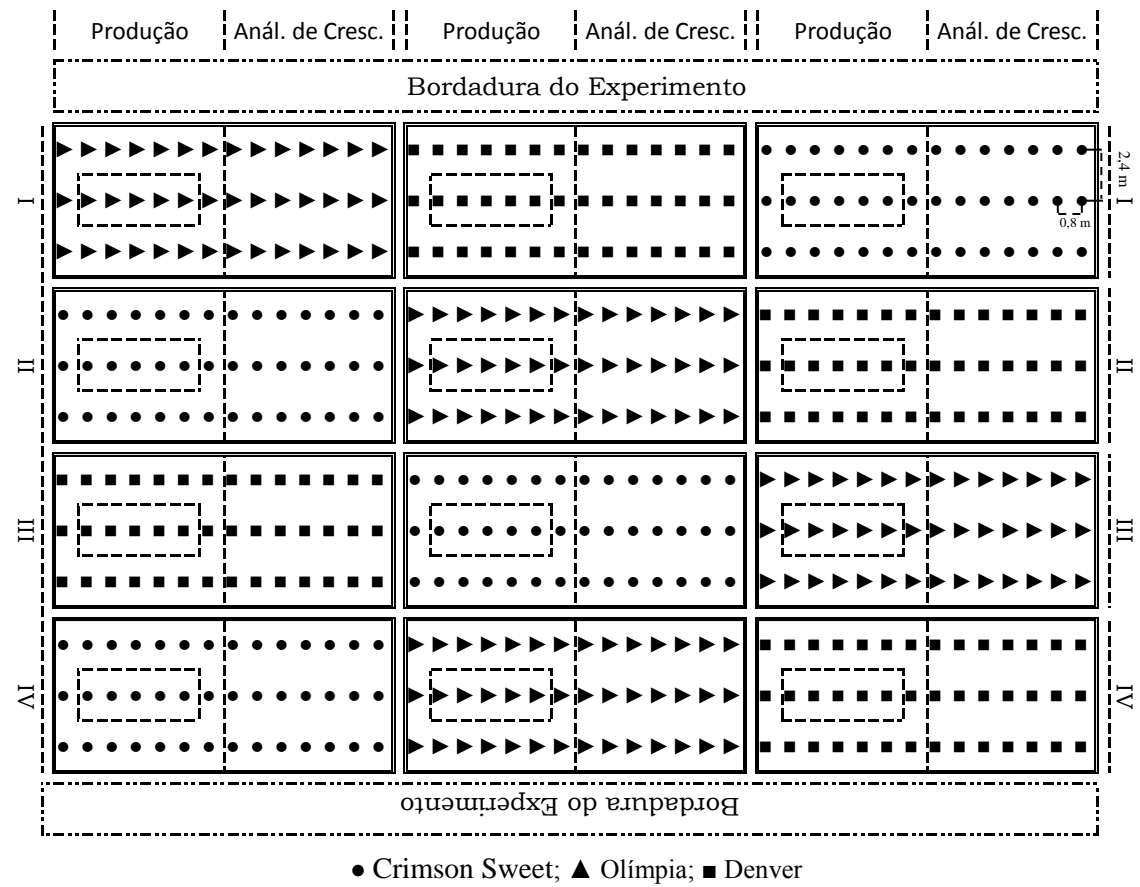 Produção Anál. de Cresc. Produção Anál. de Cresc. Produção Anál. de Cresc.
Bordadura do Experimento
I I
2,4 m
0,8 m
II II
III III
IV IV
Bordadura do Experimento
● Crimson Sweet; ▲ Olímpia; ■ Denver